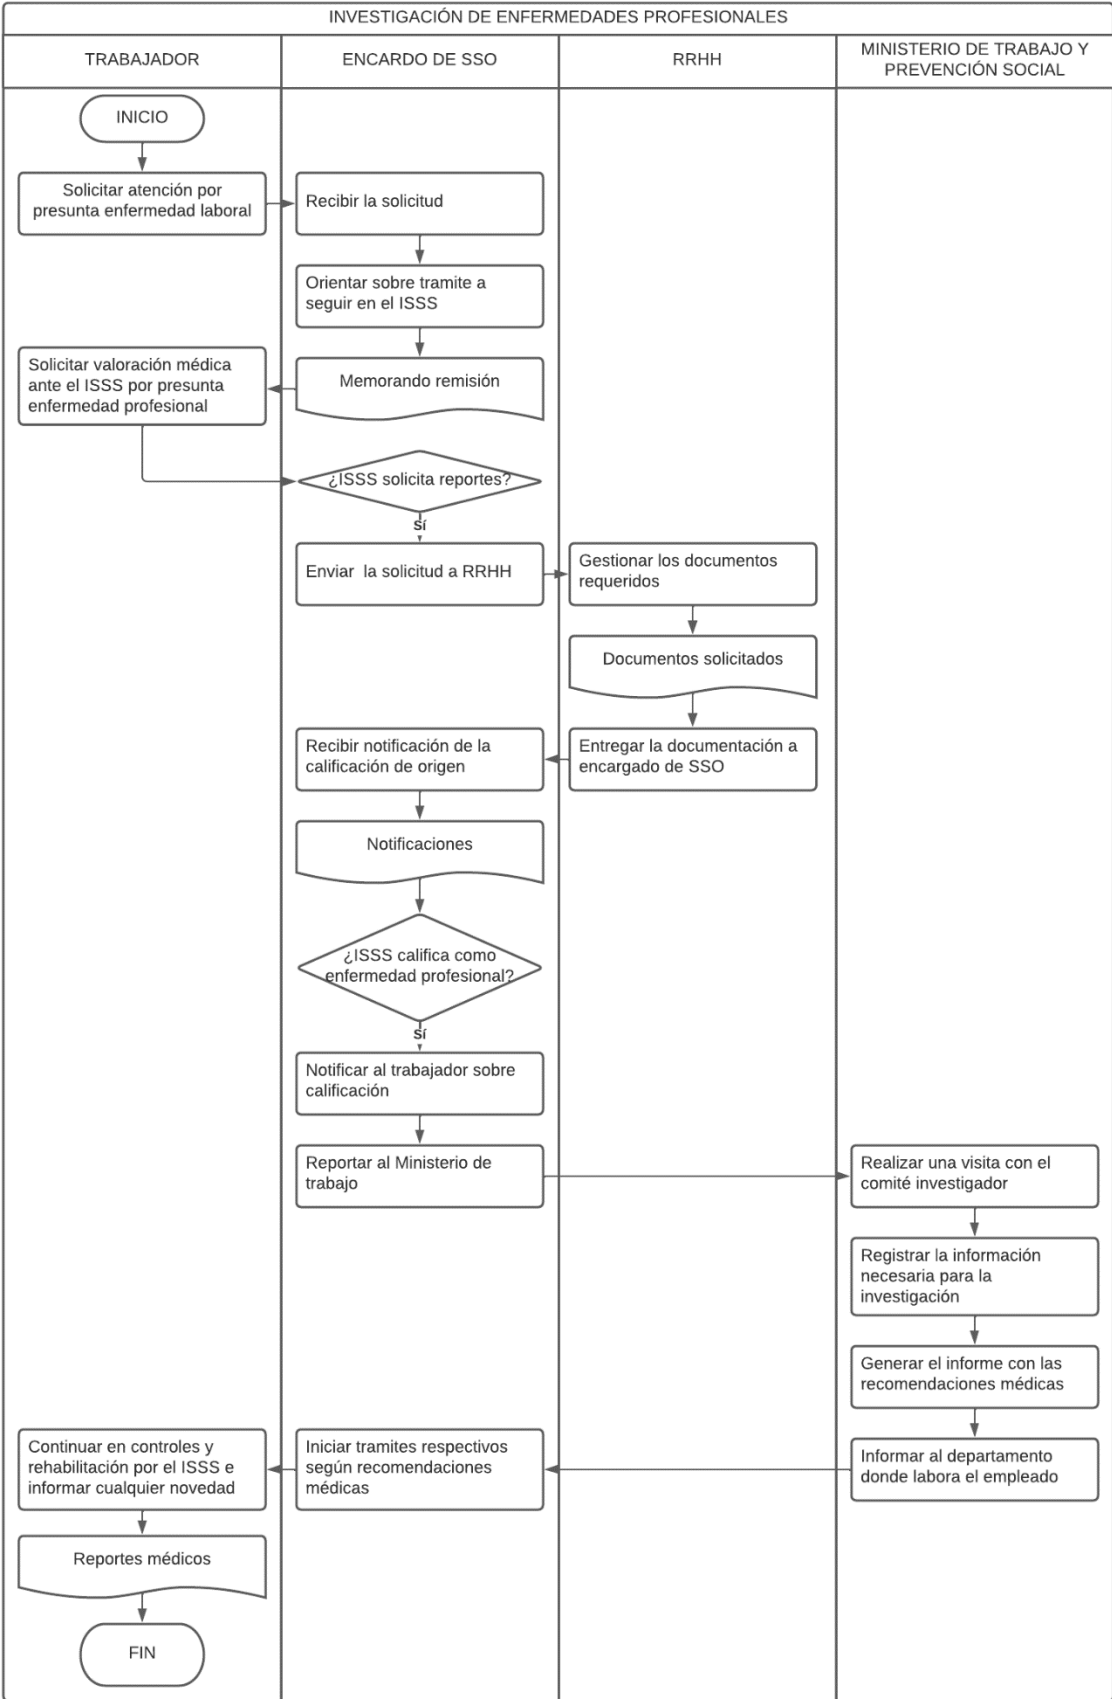 INVESTIGACIÓN DE ENFERMEDADES PROFESIONALES
TRABAJADOR
ENCARDO DE SSO
RRHH
MINISTERIO DE TRABAJO Y
PREVENCIÓN SOCIAL
INICIO
Solicitar atención por
presunta enfermedad laboral
Recibir la solicitud
Orientar sobre tramite a
seguir en el ISSS
Memorando remisión
Solicitar valoración médica
ante el ISSS por presunta
enfermedad profesional
¿ISSS solicita reportes?
Sí
Enviar la solicitud a RRHH
Gestionar los documentos
requeridos
Documentos solicitados
Entregar la documentación a
encargado de SSO
Recibir notificación de la
calificación de origen
Notificaciones
¿ISSS califica como
enfermedad profesional?
Sí
Notificar al trabajador sobre
calificación
Reportar al Ministerio de
trabajo
Realizar una visita con el
comité investigador
Registrar la información
necesaria para la
investigación
Generar el informe con las
recomendaciones médicas
Informar al departamento
donde labora el empleado
Iniciar tramites respectivos
según recomendaciones
médicas
Continuar en controles y
rehabilitación por el ISSS e
informar cualquier novedad
Reportes médicos
FIN